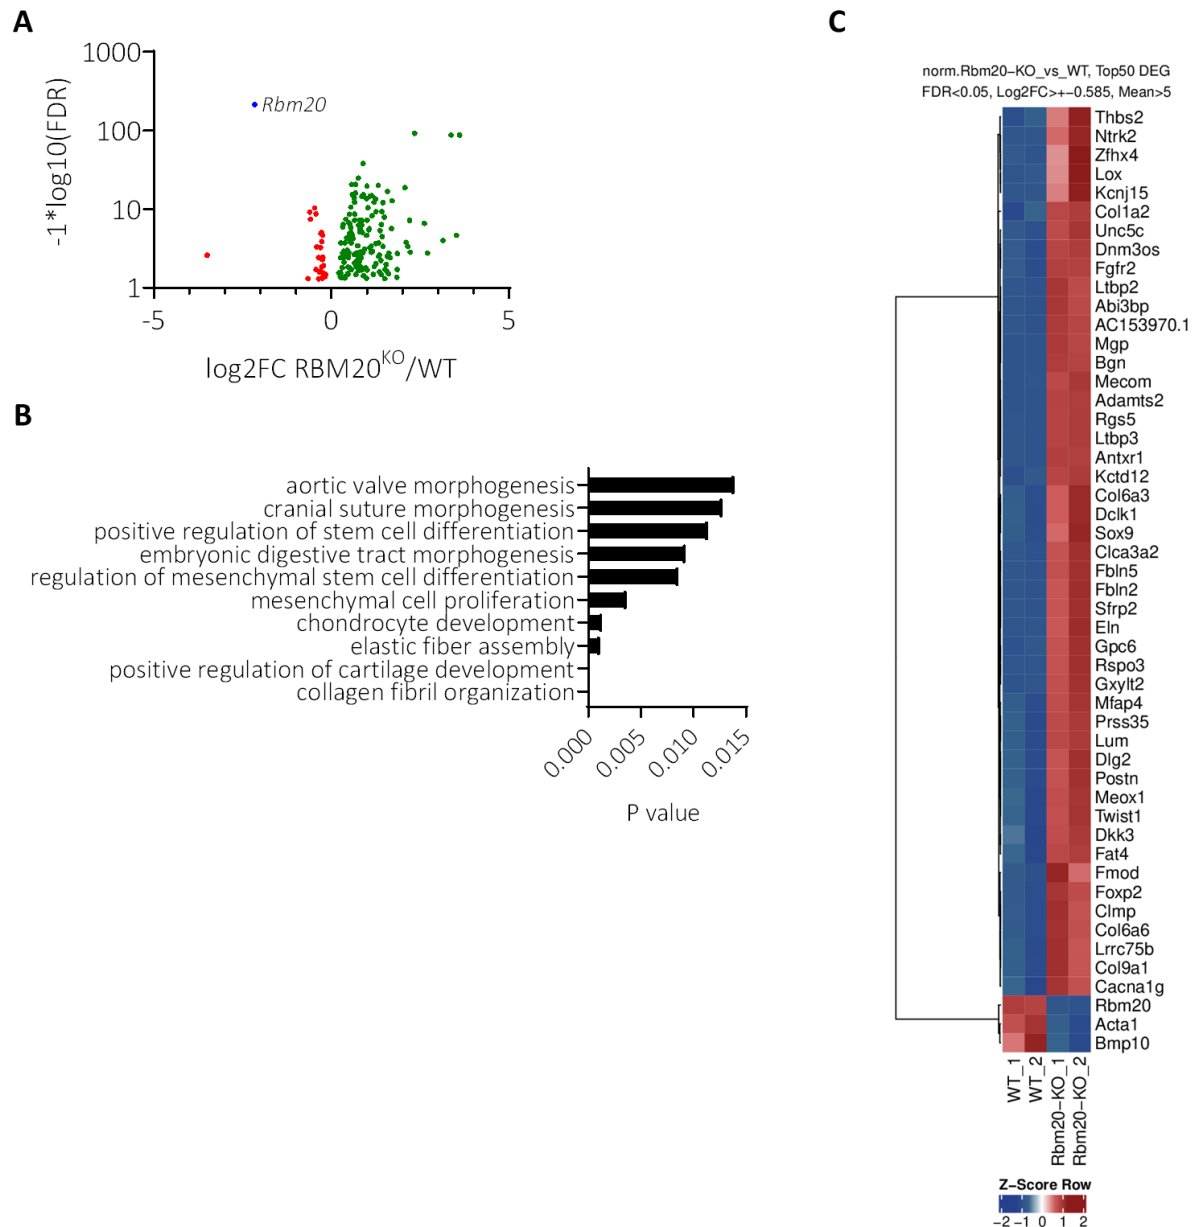 A
1000
100
10
1
-1*log10(FDR)
Rbm20
-5
0
5
log2FC RBM20KO/WT
B
aortic valve morphogenesis
cranial suture morphogenesis
positive regulation of stem cell differentiation
embryonic digestive tract morphogenesis
regulation of mesenchymal stem cell differentiation
mesenchymal cell proliferation
chondrocyte development
elastic fiber assembly
positive regulation of cartilage development
collagen fibril organization
0.000
0.005
0.010
0.015
P value
C
norm.Rbm20-KO_vs_WT, Top50 DEG
FDR<0.05, Log2FC>+-0.585, Mean>5
Thbs2
Ntrk2
Zfhx4
Lox
Kcnj15
Col1a2
Unc5c
Dnm3os
Fgfr2
Ltbp2
Abi3bp
AC153970.1
Mgp
Bgn
Mecom
Adamts2
Rgs5
Ltbp3
Antxr1
Kctd12
Col6a3
Dclk1
Sox9
Clca3a2
Fbln5
Fbln2
Sfrp2
Eln
Gpc6
Rspo3
Gxylt2
Mfap4
Prss35
Lum
Dlg2
Postn
Meox1
Twist1
Dkk3
Fat4
Fmod
Foxp2
Clmp
Col6a6
Lrrc75b
Col9a1
Cacna1g
Rbm20
Acta1
Bmp10
WT_1
WT_2
Rbm20-KO_1
Rbm20-KO_2
Z-Score Row
-2 -1 0 1 2